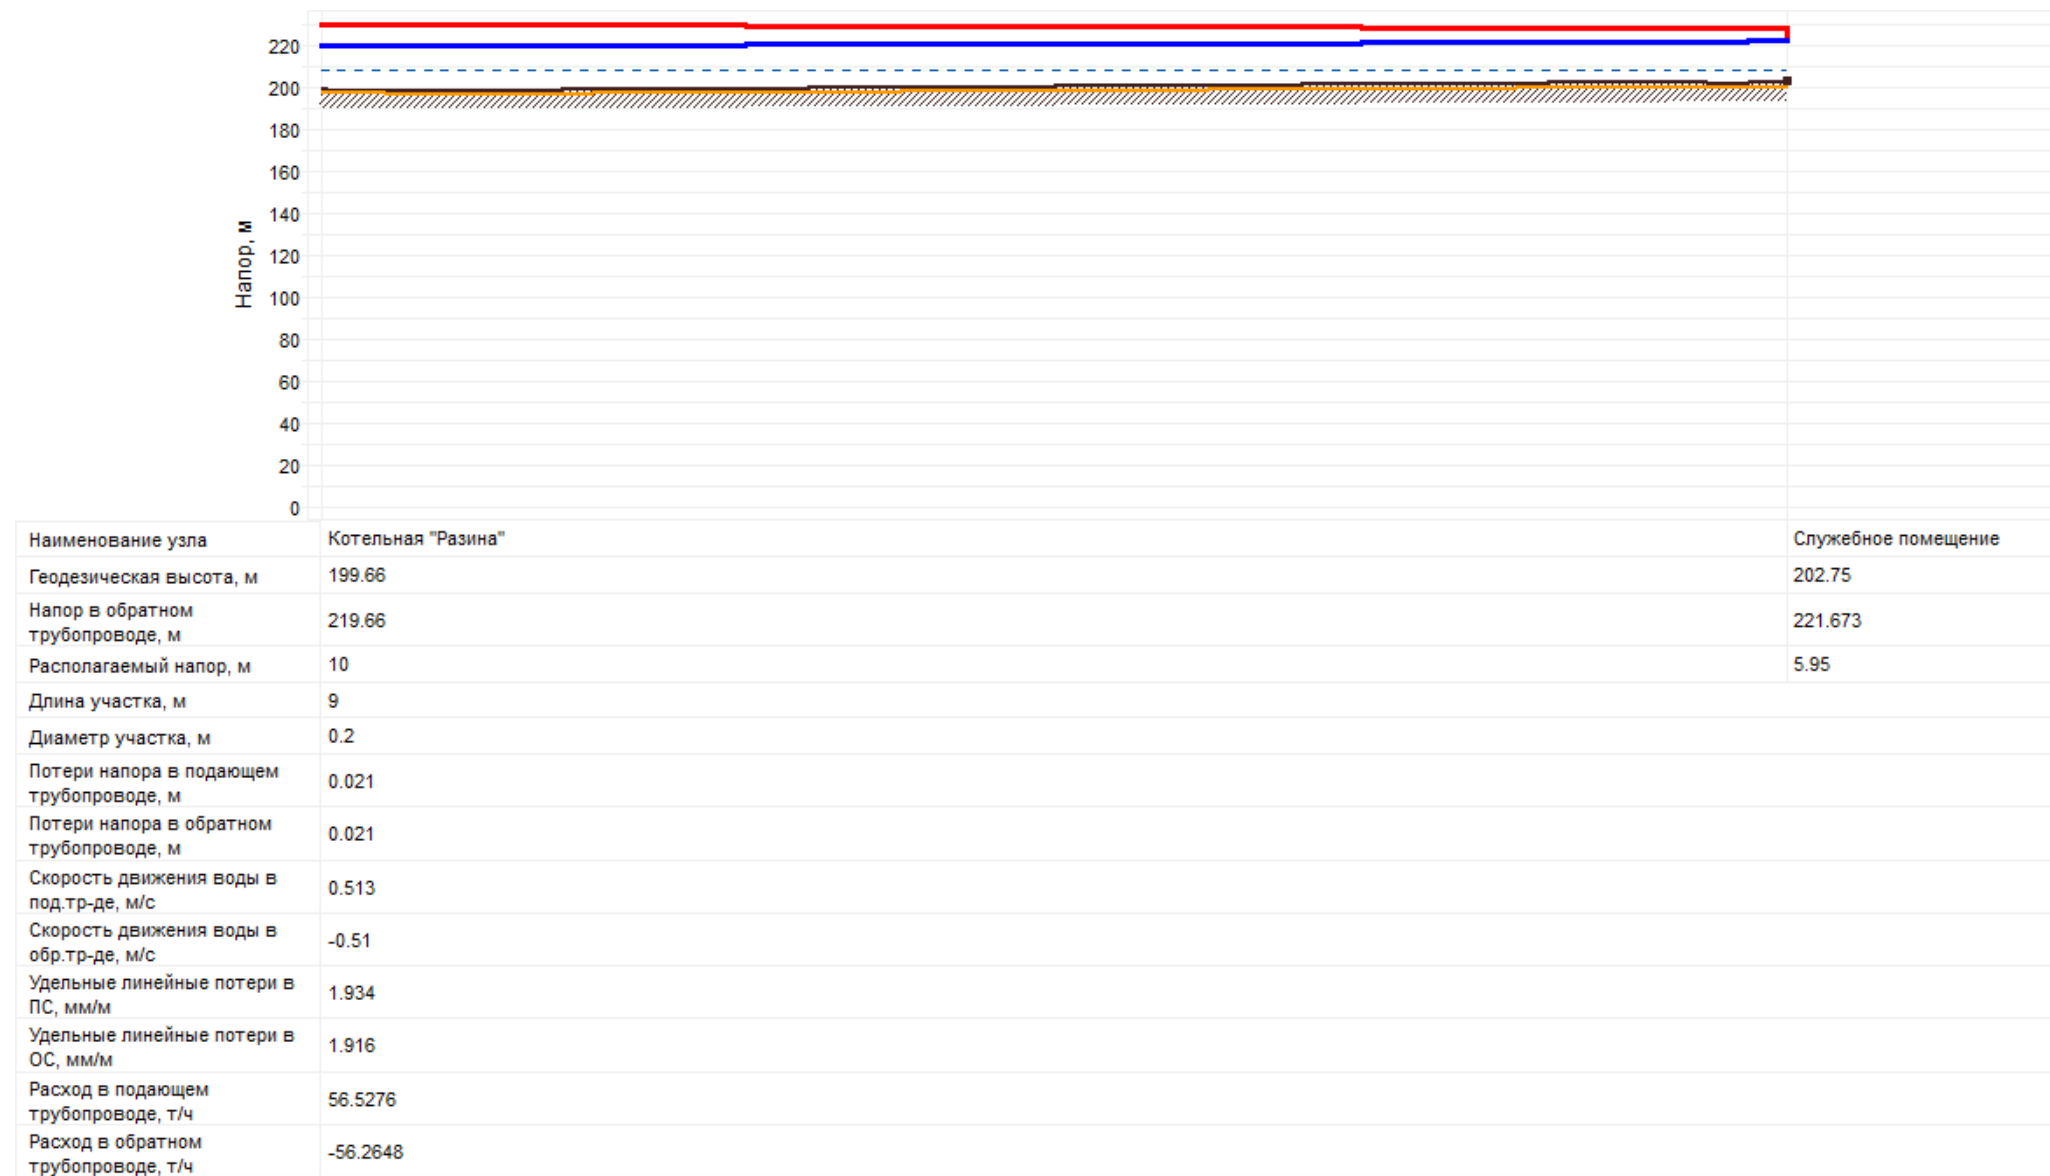 220
200
180
160
140
120
100
80
60
40
20
0
Напор, м
Наименование узла
Котельная "Разина"
Служебное помещение
Геодезическая высота, м
199.66
202.75
Напор в обратном
трубопроводе, м
219.66
221.673
Располагаемый напор, м
10
5.95
Длина участка, м
9
Диаметр участка, м
0.2
Потери напора в подающем
трубопроводе, м
0.021
Потери напора в обратном
трубопроводе, м
0.021
Скорость движения воды в
под.тр-де, м/с
0.513
Скорость движения воды в
обр.тр-де, м/с
-0.51
Удельные линейные потери в
ПС, мм/м
1.934
Удельные линейные потери в
ОС, мм/м
1.916
Расход в подающем
трубопроводе, т/ч
56.5276
Расход в обратном
трубопроводе, т/ч
-56.2648